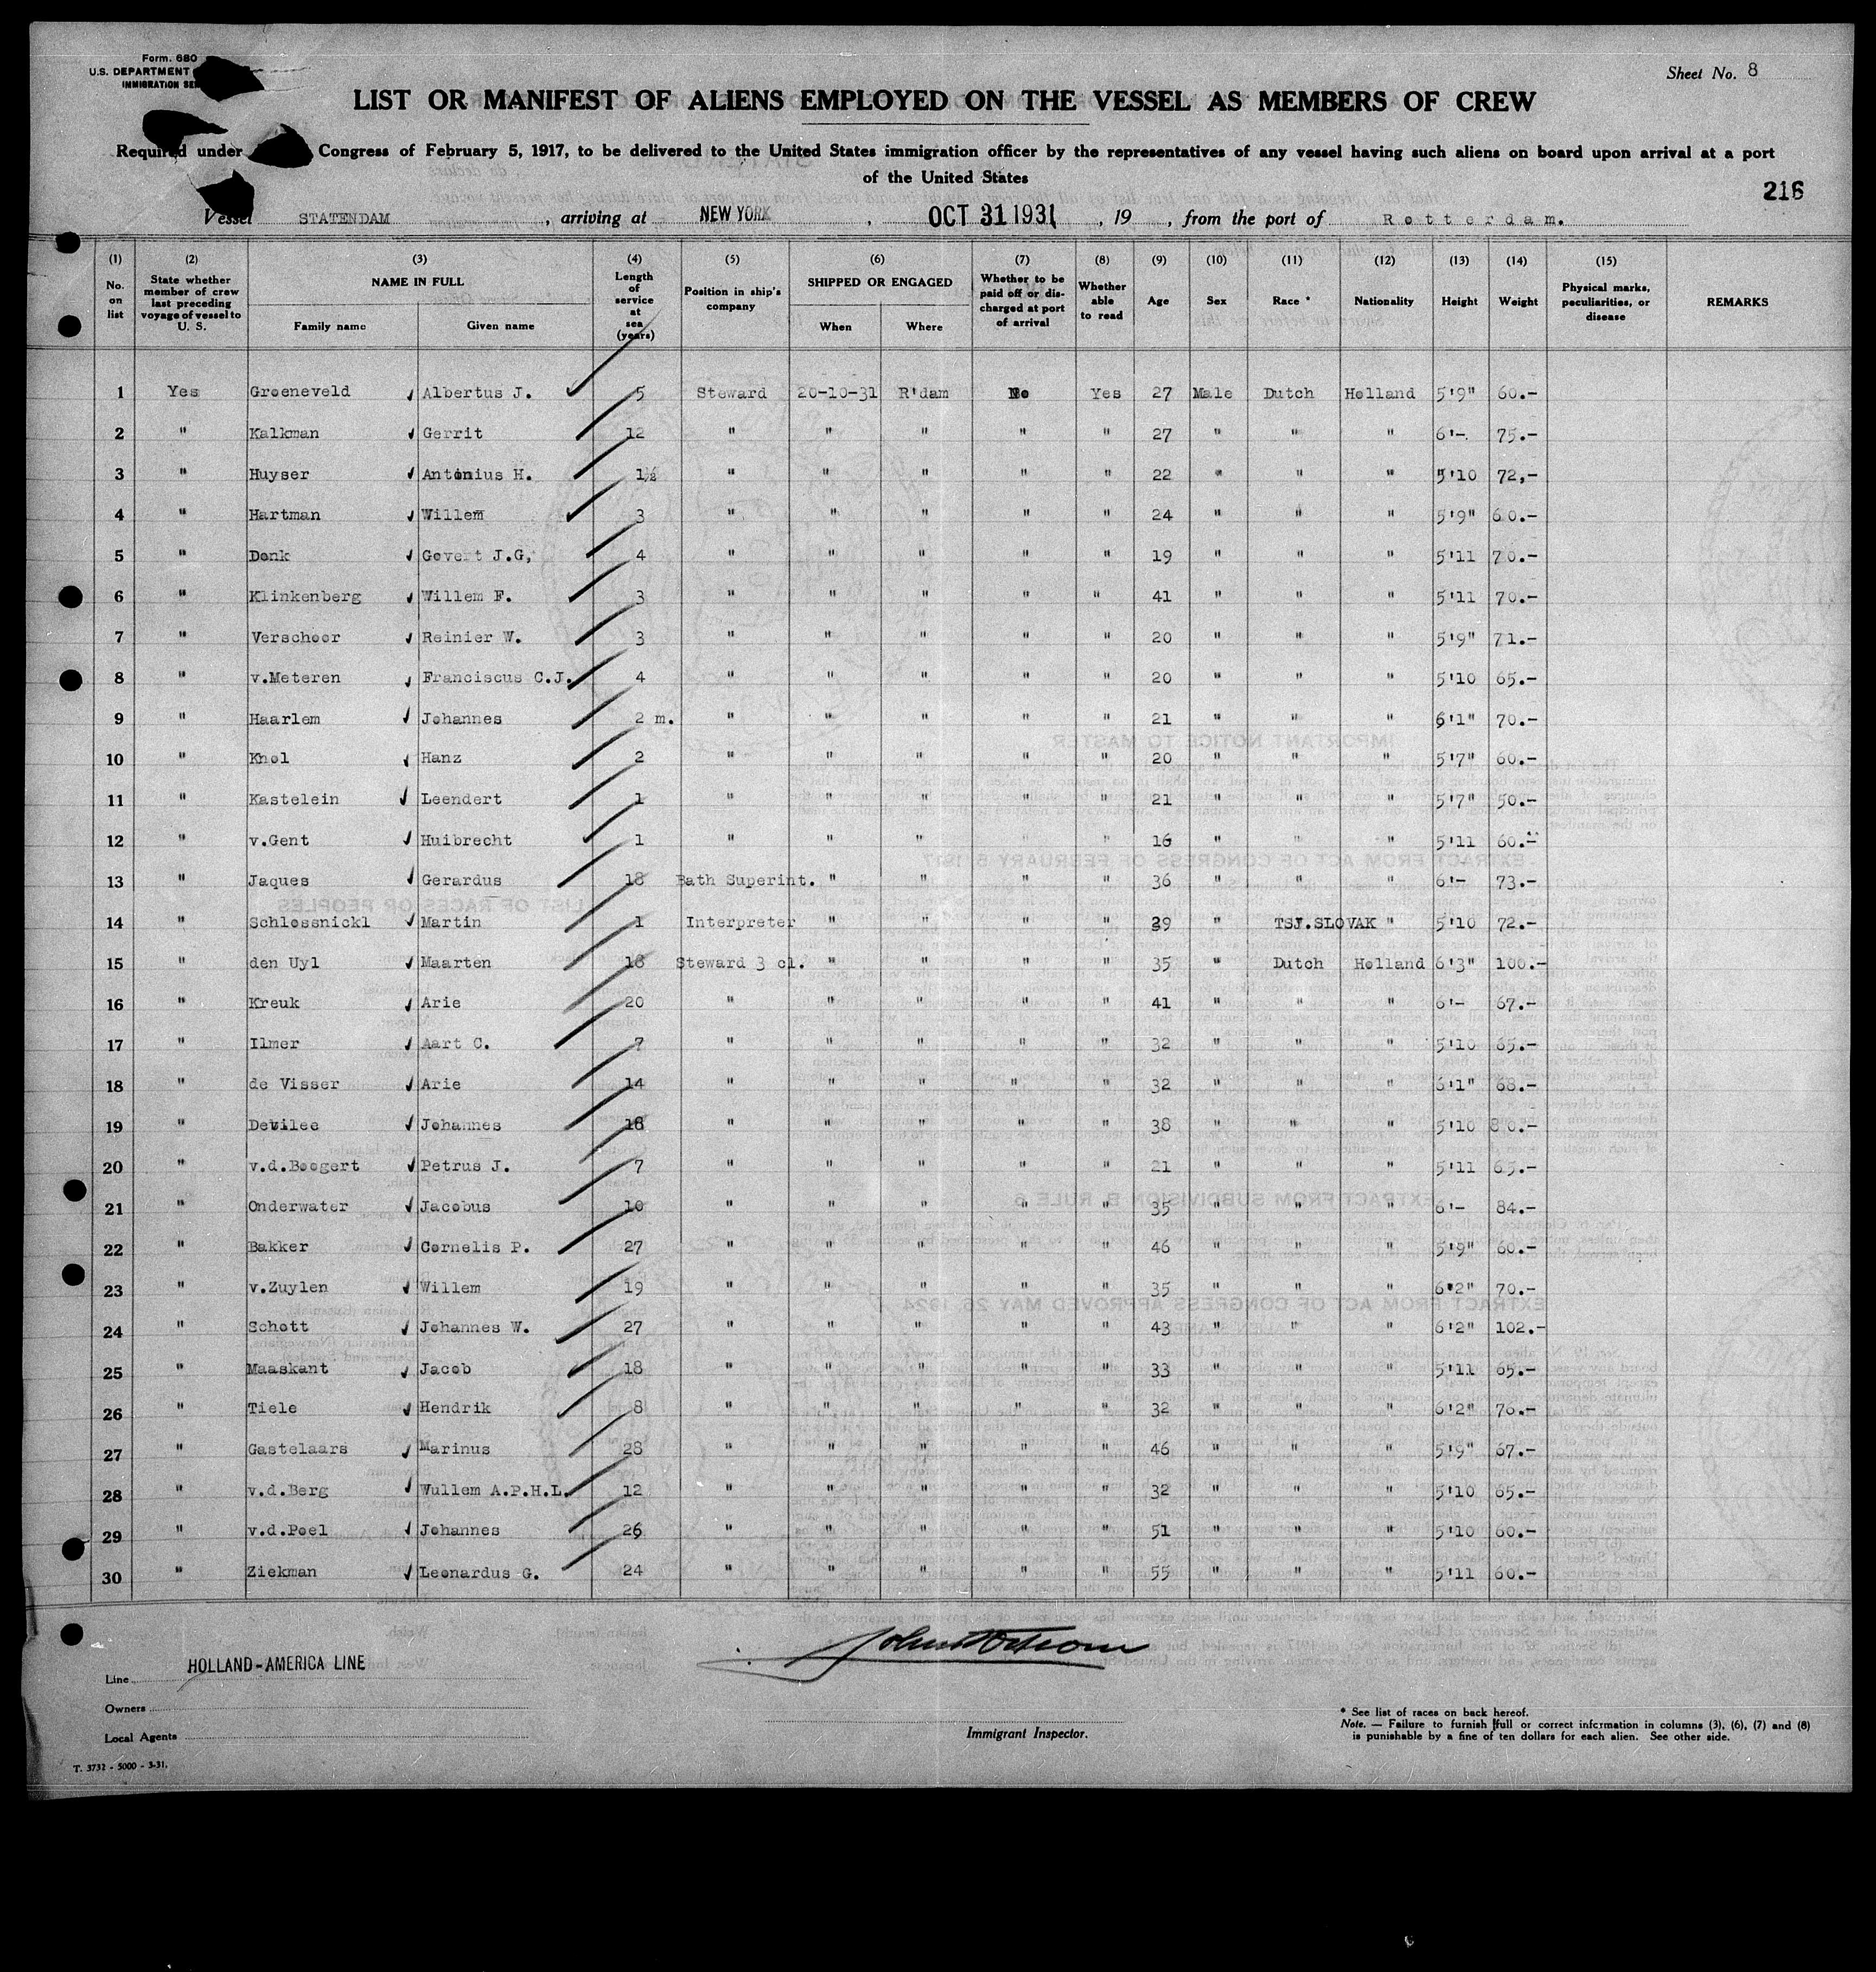 Form. 680
U.S. DEPARTMENT
IMMIGRATION
Sheet No. 8
LIST OR MANIFEST OF ALIENS EMPLOYED ON THE VESSEL AS MEMBERS OF CREW
Required under Congress of February 5, 1917, to be delivered to the United States immigration officer by the representatives of any vessel having such aliens on board upon arrival at a port
of the United States
216
Vessel STATENDAM, arriving at NEW YORK, OCT 31 1931, 19 , from the port of Rotterdam.
(1) No. on list (2) State whether member of crew last preceding voyage of vessel to U. S. (3) NAME IN FULL Family name Given name (4) Length of service at sea (years) (5) Position in ship's company (6) SHIPPED OR ENGAGED When Where (7) Whether to be paid off or discharged at port of arrival (8) Whether able to read (9) Age (10) Sex (11) Race * (12) Nationality (13) Height (14) Weight (15) Physical marks, peculiarities, or disease REMARKS
1 Yes Groeneveld Albertus J. 5 Steward 20-10-31 R'dam No Yes 27 Male Dutch Holland 5'9" 60.-
2 " Kalkman Gerrit 12 " " " " " 27 " " " 6'-. 75.-
3 " Huyser Antonius H. 1½ " " " " " 22 " " " 5'10 72,-
4 " Hartman Willem 3 " " " " " 24 " " " 5'9" 60.-
5 " Donk Govert J.G, 4 " " " " " 19 " " " 5'11 70.-
6 " Klinkenberg Willem F. 3 " " " " " 41 " " " 5'11 70.-
7 " Verschoor Reinier W. 3 " " " " " 20 " " " 5'9" 71.-
8 " v.Meteren Franciscus C.J. 4 " " " " " 20 " " " 5'10 65.-
9 " Haarlem Johannes 2 m. " " " " " 21 " " " 6'1" 70.-
10 " Knol Hanz 2 " " " " " 20 " " " 5'7" 60.-
11 " Kastelein Leendert 1 " " " " " 21 " " " 5'7" 50.-
12 " v.Gent Huibrecht 1 " " " " " 16 " " " 5'11 60.-
13 " Jaques Gerardus 18 Bath Superint. " " " " 36 " " " 6'- 73.-
14 " Schlossnickl Martin 1 Interpreter " " " " 39 " TSJ.SLOVAK " 5'10 72.-
15 " den Uyl Maarten 18 Steward 3 cl. " " " " 35 " Dutch Holland 6'3" 100.-
16 " Kreuk Arie 20 " " " " " 41 " " " 6'- 67.-
17 " Ilmer Aart C. 7 " " " " " 32 " " " 5'10 65.-
18 " de Visser Arie 14 " " " " " 32 " " " 6'1" 68.-
19 " Devilee Johannes 18 " " " " " 38 " " " 5'10 80.-
20 " v.d.Boogert Petrus J. 7 " " " " " 21 " " " 5'11 65.-
21 " Onderwater Jacobus 10 " " " " " 35 " " " 6'- 84.-
22 " Bakker Cornelis P. 27 " " " " " 46 " " " 5'9" 60.-
23 " v.Zuylen Willem 19 " " " " " 35 " " " 6'2" 70.-
24 " Schott Johannes W. 27 " " " " " 43 " " " 6'2" 102.-
25 " Maaskant Jacob 18 " " " " " 33 " " " 5'11 65.-
26 " Tiele Hendrik 8 " " " " " 32 " " " 6'2" 76.-
27 " Gastelaars Marinus 28 " " " " " 46 " " " 5'9" 67.-
28 " v.d.Berg Wullem A.P.H.L. 12 " " " " " 32 " " " 5'10 65.-
29 " v.d.Poel Johannes 26 " " " " " 51 " " " 5'10 60.-
30 " Ziekman Leonardus G. 24 " " " " " 55 " " " 5'11 60.-
Line HOLLAND-AMERICA LINE
Owners
Local Agents
Immigrant Inspector.
* See list of races on back hereof.
Note. — Failure to furnish full or correct information in columns (3), (6), (7) and (8)
is punishable by a fine of ten dollars for each alien. See other side.
T. 3732 - 5000 - 3-31.